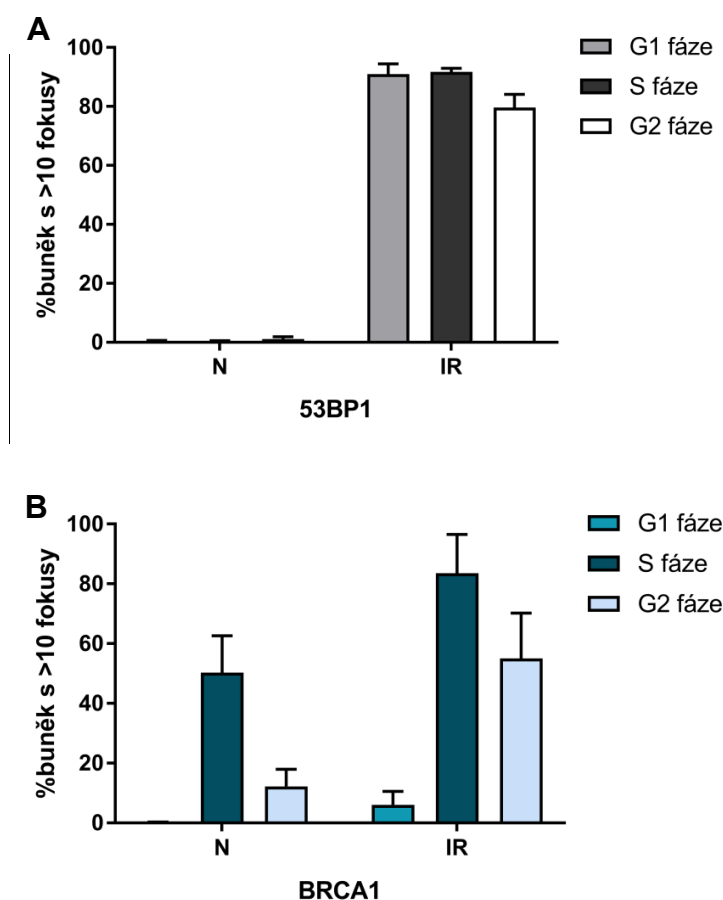 A
%buněk s >10 fokusy
100
80
60
40
20
0
N
IR
53BP1
G1 fáze
S fáze
G2 fáze
B
%buněk s >10 fokusy
100
80
60
40
20
0
N
IR
BRCA1
G1 fáze
S fáze
G2 fáze